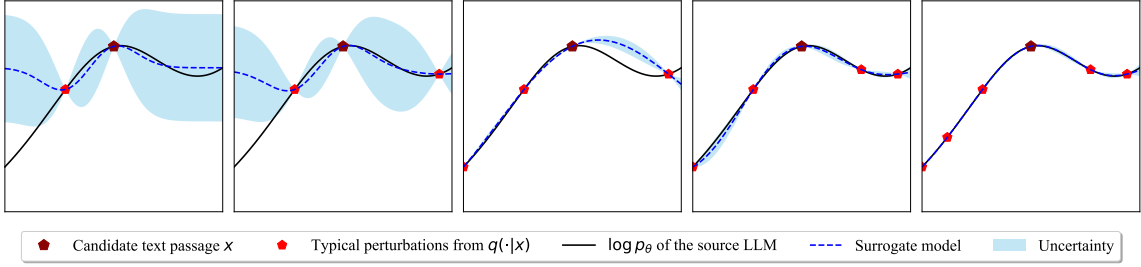 Candidate text passage x
Typical perturbations from q(·|x)
log pθ of the source LLM
Surrogate model
Uncertainty